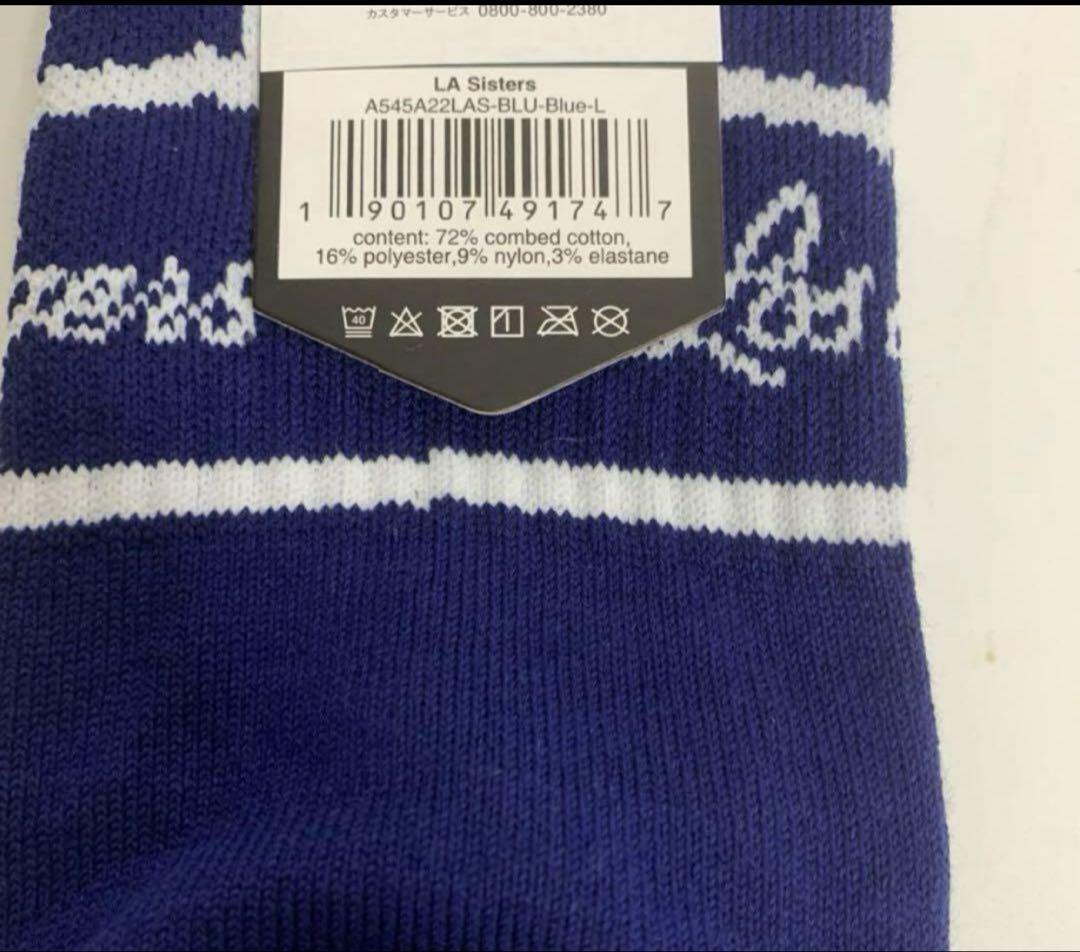 カスタマーサービス 0800-800-2380
LA Sisters
A545A22LAS-BLU-Blue-L
1 90107 49174 7
content: 72% combed cotton,
16% polyester,9% nylon,3% elastane
40